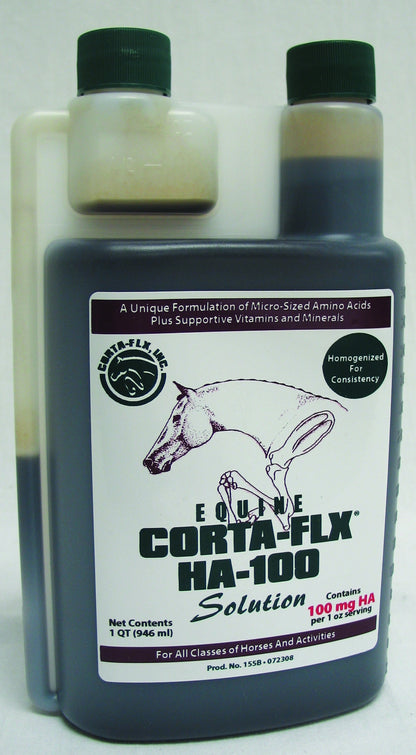 A Unique Formulation of Micro-Sized Amino Acids
Plus Supportive Vitamins and Minerals
CORTA-FLX, INC.
Homogenized
For
Consistency
EQUINE
CORTA-FLX®
HA-100
Solution
Contains
100 mg HA
per 1 oz serving
Net Contents
1 QT (946 ml)
For All Classes of Horses And Activities
Prod. No. 155B • 072308